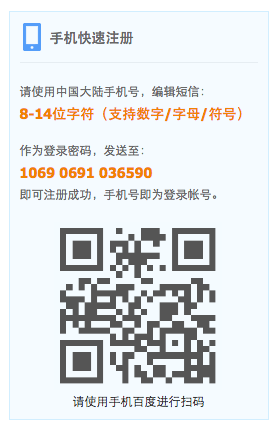 手机快速注册
请使用中国大陆手机号，编辑短信：
8-14位字符（支持数字/字母/符号）
作为登录密码，发送至：
1069 0691 036590
即可注册成功，手机号即为登录帐号。
请使用手机百度进行扫码